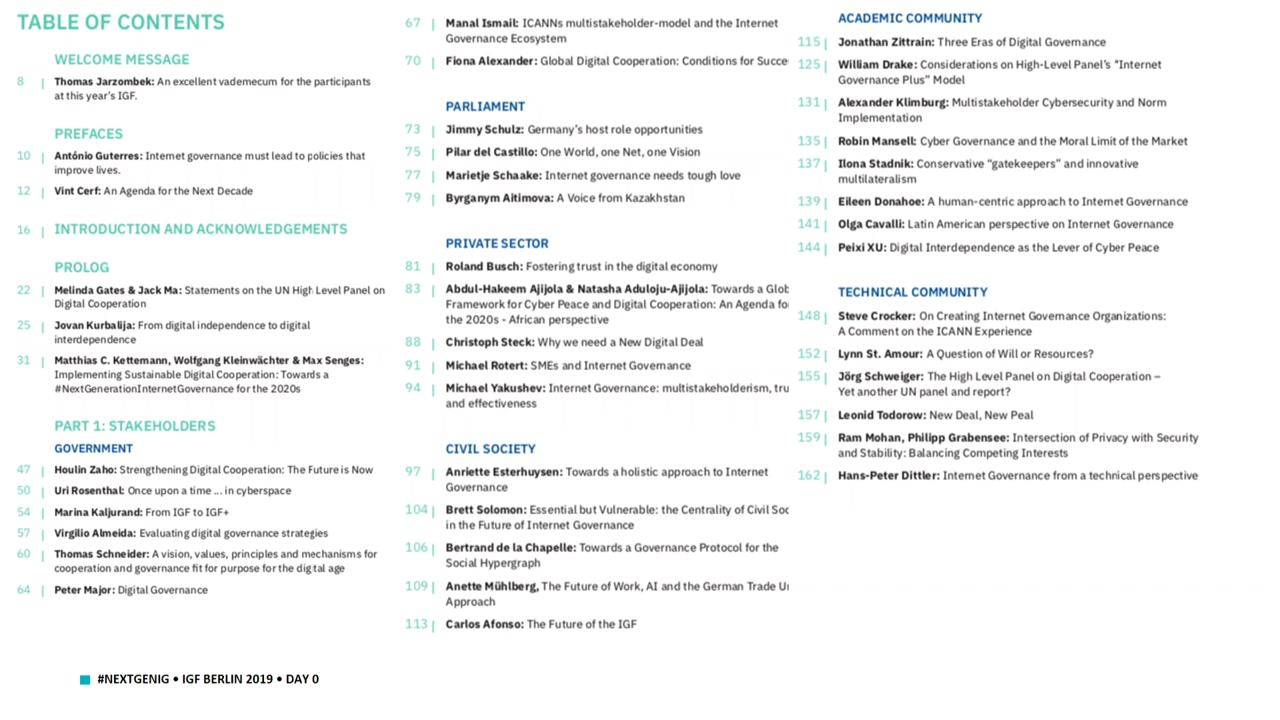 TABLE OF CONTENTS
WELCOME MESSAGE
8 | Thomas Jarzombek: An excellent vademecum for the participants
at this year's IGF.
PREFACES
10 | António Guterres: Internet governance must lead to policies that
improve lives.
12 | Vint Cerf: An Agenda for the Next Decade
16 | INTRODUCTION AND ACKNOWLEDGEMENTS
PROLOG
22 | Melinda Gates & Jack Ma: Statements on the UN High Level Panel on
Digital Cooperation
25 | Jovan Kurbalija: From digital independence to digital
interdependence
31 | Matthias C. Kettemann, Wolfgang Kleinwächter & Max Senges:
Implementing Sustainable Digital Cooperation: Towards a
#NextGenerationInternetGovernance for the 2020s
PART 1: STAKEHOLDERS
GOVERNMENT
47 | Houlin Zaho: Strengthening Digital Cooperation: The Future is Now
50 | Uri Rosenthal: Once upon a time ... in cyberspace
54 | Marina Kaljurand: From IGF to IGF+
57 | Virgilio Almeida: Evaluating digital governance strategies
60 | Thomas Schneider: A vision, values, principles and mechanisms for
cooperation and governance fit for purpose for the digital age
64 | Peter Major: Digital Governance
67 | Manal Ismail: ICANNs multistakeholder-model and the Internet
Governance Ecosystem
70 | Fiona Alexander: Global Digital Cooperation: Conditions for Succe
PARLIAMENT
73 | Jimmy Schulz: Germany's host role opportunities
75 | Pilar del Castillo: One World, one Net, one Vision
77 | Marietje Schaake: Internet governance needs tough love
79 | Byrganym Aitimova: A Voice from Kazakhstan
PRIVATE SECTOR
81 | Roland Busch: Fostering trust in the digital economy
83 | Abdul-Hakeem Ajijola & Natasha Aduloju-Ajijola: Towards a Glob
Framework for Cyber Peace and Digital Cooperation: An Agenda fo
the 2020s - African perspective
88 | Christoph Steck: Why we need a New Digital Deal
91 | Michael Rotert: SMEs and Internet Governance
94 | Michael Yakushev: Internet Governance: multistakeholderism, tru
and effectiveness
CIVIL SOCIETY
97 | Anriette Esterhuysen: Towards a holistic approach to Internet
Governance
104 | Brett Solomon: Essential but Vulnerable: the Centrality of Civil Soc
in the Future of Internet Governance
106 | Bertrand de la Chapelle: Towards a Governance Protocol for the
Social Hypergraph
109 | Anette Mühlberg, The Future of Work, AI and the German Trade U
Approach
113 | Carlos Afonso: The Future of the IGF
ACADEMIC COMMUNITY
115 | Jonathan Zittrain: Three Eras of Digital Governance
125 | William Drake: Considerations on High-Level Panel's "Internet
Governance Plus" Model
131 | Alexander Klimburg: Multistakeholder Cybersecurity and Norm
Implementation
135 | Robin Mansell: Cyber Governance and the Moral Limit of the Market
137 | Ilona Stadnik: Conservative "gatekeepers" and innovative
multilateralism
139 | Eileen Donahoe: A human-centric approach to Internet Governance
141 | Olga Cavalli: Latin American perspective on Internet Governance
144 | Peixi XU: Digital Interdependence as the Lever of Cyber Peace
TECHNICAL COMMUNITY
148 | Steve Crocker: On Creating Internet Governance Organizations:
A Comment on the ICANN Experience
152 | Lynn St. Amour: A Question of Will or Resources?
155 | Jörg Schweiger: The High Level Panel on Digital Cooperation –
Yet another UN panel and report?
157 | Leonid Todorow: New Deal, New Peal
159 | Ram Mohan, Philipp Grabensee: Intersection of Privacy with Security
and Stability: Balancing Competing Interests
162 | Hans-Peter Dittler: Internet Governance from a technical perspective
#NEXTGENIG • IGF BERLIN 2019 • DAY 0